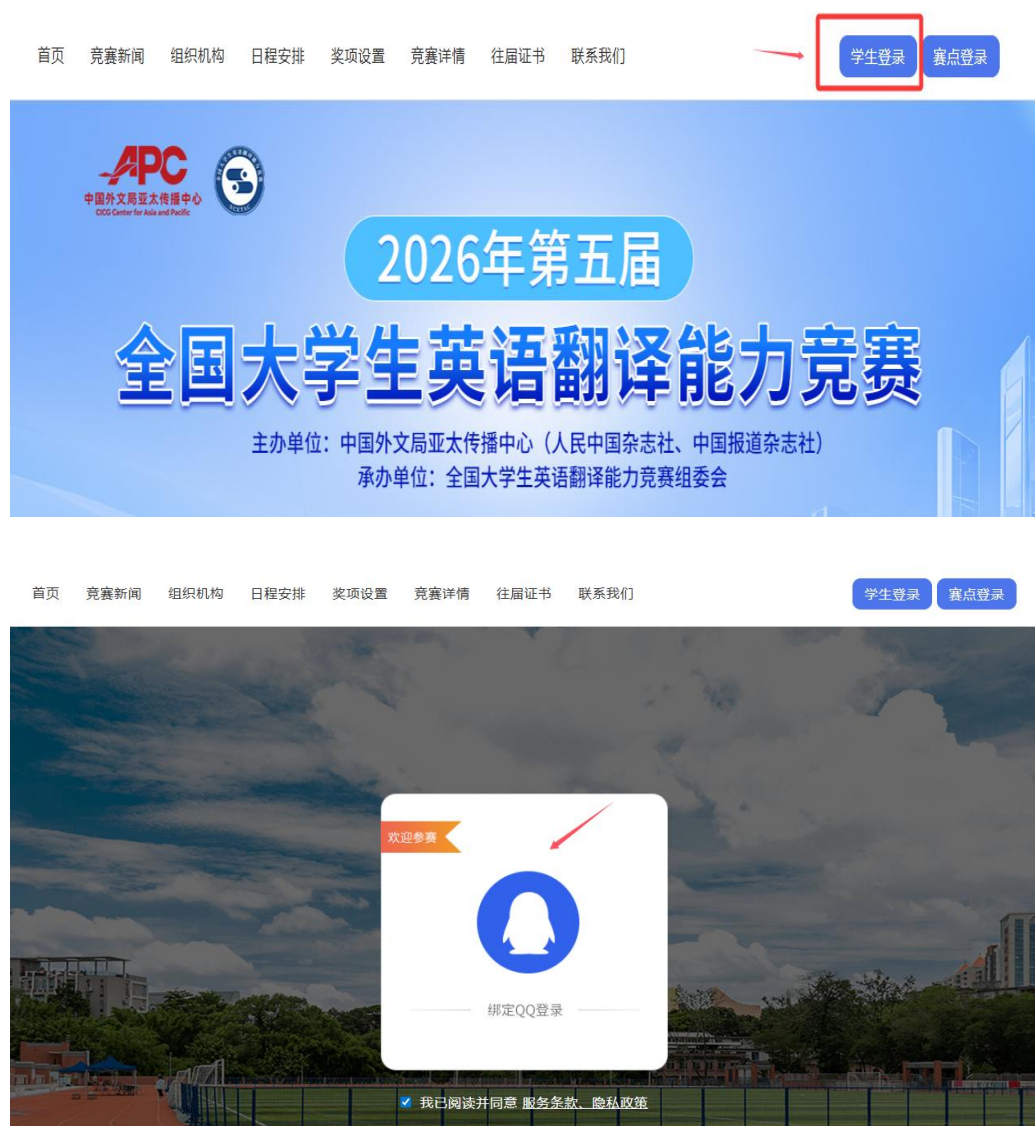 首页 竞赛新闻 组织机构 日程安排 奖项设置 竞赛详情 往届证书 联系我们 学生登录 赛点登录
APC
中国外文局亚太传播中心
CICG Center for Asia and Pacific
NCETAC
2026年第五届
全国大学生英语翻译能力竞赛
主办单位：中国外文局亚太传播中心（人民中国杂志社、中国报道杂志社）
承办单位：全国大学生英语翻译能力竞赛组委会
首页 竞赛新闻 组织机构 日程安排 奖项设置 竞赛详情 往届证书 联系我们 学生登录 赛点登录
欢迎参赛
绑定QQ登录
我已阅读并同意 服务条款、隐私政策